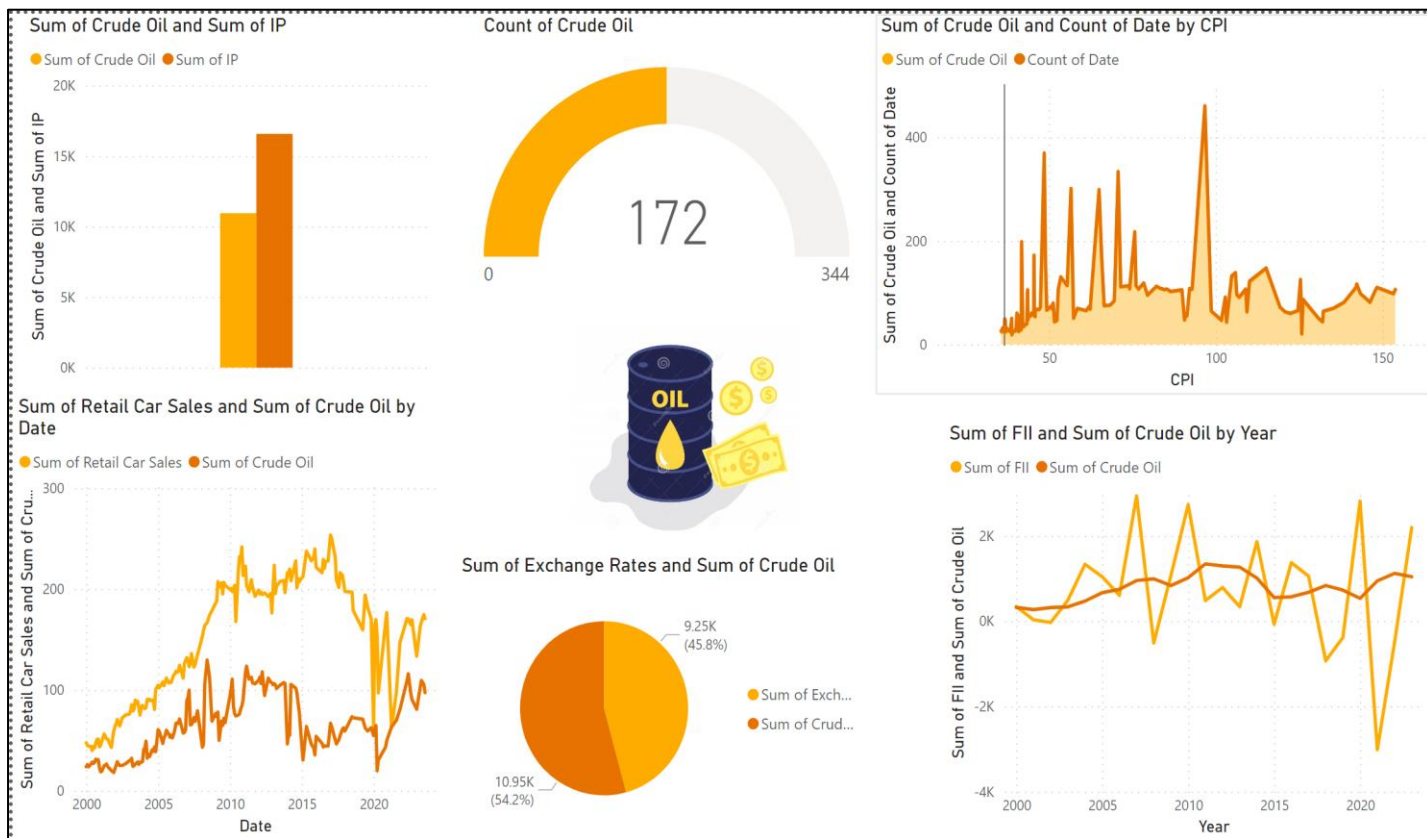 Sum of Crude Oil and Sum of IP
Sum of Crude Oil Sum of IP
Sum of Crude Oil and Sum of IP
20K
15K
10K
5K
0K
Count of Crude Oil
172
0
344
Sum of Crude Oil and Count of Date by CPI
Sum of Crude Oil Count of Date
Sum of Crude Oil and Count of Date
400
200
0
50
100
150
CPI
Sum of Retail Car Sales and Sum of Crude Oil by
Date
Sum of Retail Car Sales Sum of Crude Oil
Sum of Retail Car Sales and Sum of Cru...
300
200
100
0
2000
2005
2010
2015
2020
Date
OIL
$
$
$
$
Sum of Exchange Rates and Sum of Crude Oil
9.25K
(45.8%)
10.95K
(54.2%)
Sum of Exch...
Sum of Crud...
Sum of FII and Sum of Crude Oil by Year
Sum of FII Sum of Crude Oil
Sum of FII and Sum of Crude Oil
2K
0K
-2K
-4K
2000
2005
2010
2015
2020
Year